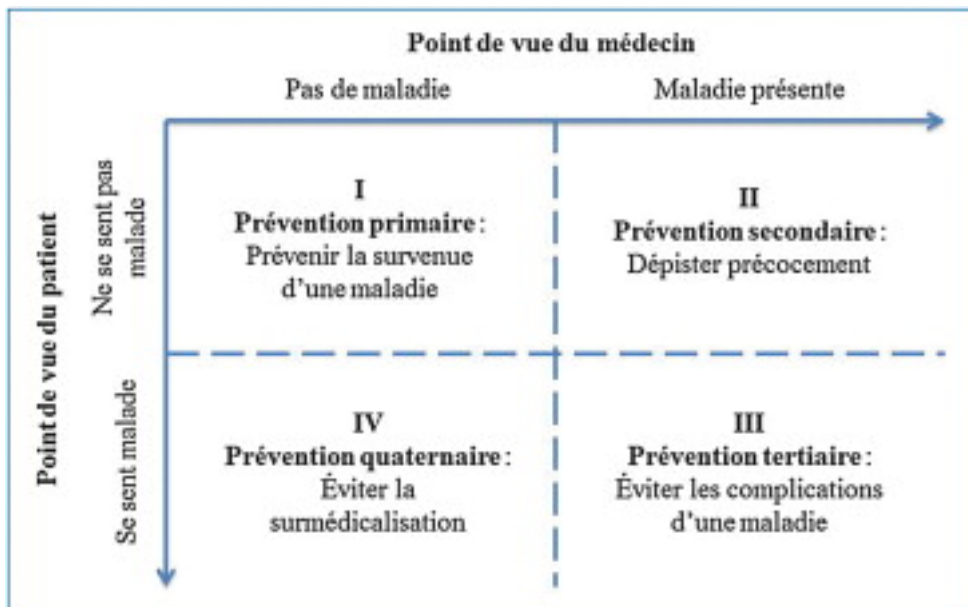 Point de vue du médecin
Pas de maladie
Maladie présente
Point de vue du patient
Ne se sent pas
malade
I
Prévention primaire :
Prévenir la survenue
d’une maladie
II
Prévention secondaire :
Dépister précocement
Se sent malade
IV
Prévention quaternaire :
Éviter la
surmédicalisation
III
Prévention tertiaire :
Éviter les complications
d’une maladie